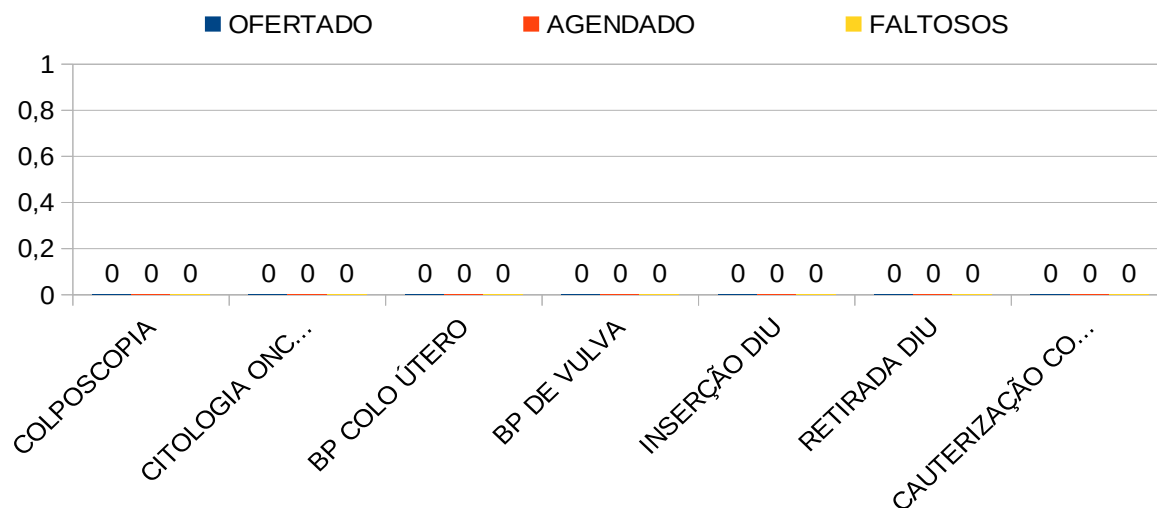 OFERTADO AGENDADO FALTOSOS
1
0,8
0,6
0,4
0,2
0
0 0 0 0 0 0 0 0 0 0 0 0 0 0 0 0 0 0 0 0 0
COLPOSCOPIA
CITOLOGIA ONC...
BP COLO ÚTERO
BP DE VULVA
INSERÇÃO DIU
RETIRADA DIU
CAUTERIZAÇÃO CO...